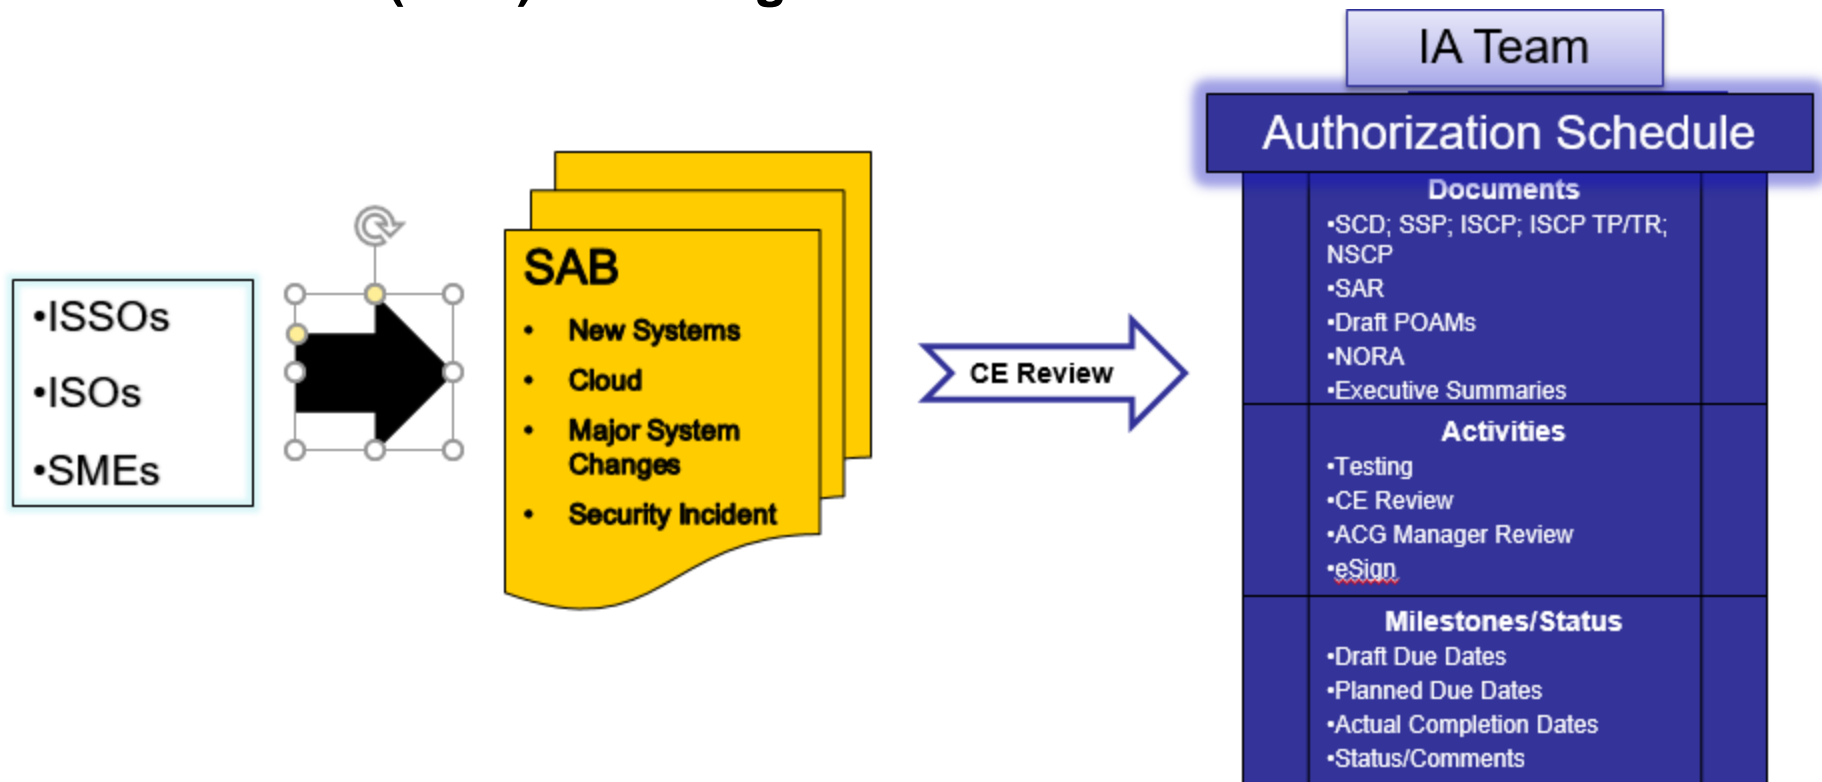 •ISSOs
•ISOs
•SMEs
SAB
• New Systems
• Cloud
• Major System
Changes
• Security Incident
CE Review
IA Team
Authorization Schedule
Documents
•SCD; SSP; ISCP; ISCP TP/TR;
NSCP
•SAR
•Draft POAMs
•NORA
•Executive Summaries
Activities
•Testing
•CE Review
•ACG Manager Review
•eSign
Milestones/Status
•Draft Due Dates
•Planned Due Dates
•Actual Completion Dates
•Status/Comments